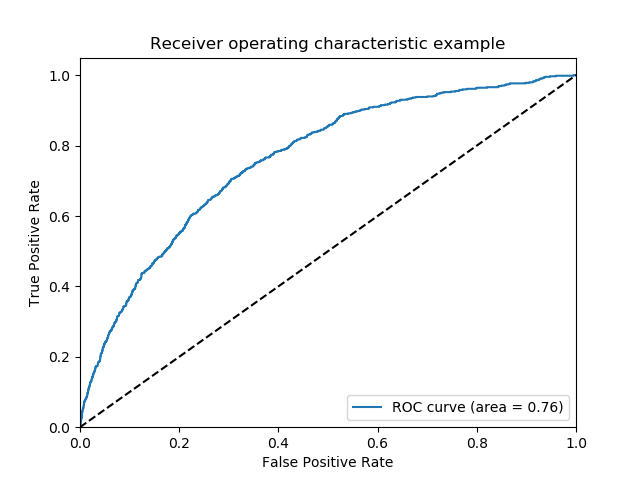 Receiver operating characteristic example
1.0
0.8
0.6
0.4
0.2
0.0
True Positive Rate
ROC curve (area = 0.76)
0.0 0.2 0.4 0.6 0.8 1.0
False Positive Rate